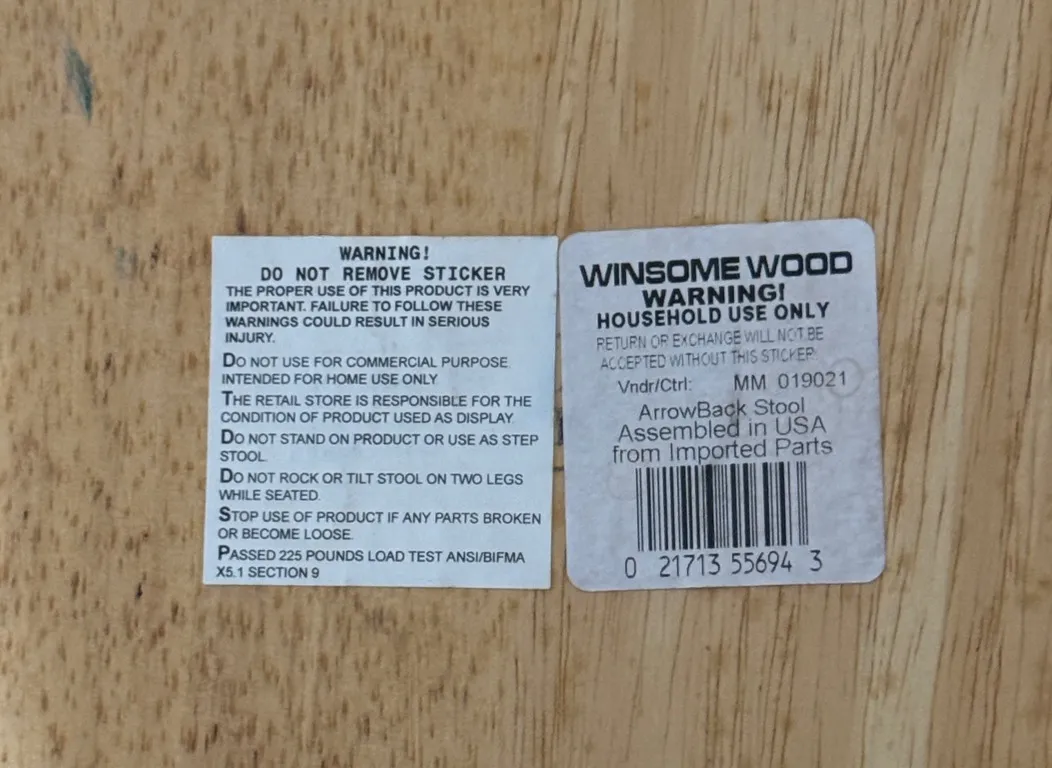 WARNING!
DO NOT REMOVE STICKER
THE PROPER USE OF THIS PRODUCT IS VERY
IMPORTANT. FAILURE TO FOLLOW THESE
WARNINGS COULD RESULT IN SERIOUS
INJURY.
DO NOT USE FOR COMMERCIAL PURPOSE
INTENDED FOR HOME USE ONLY
THE RETAIL STORE IS RESPONSIBLE FOR THE
CONDITION OF PRODUCT USED AS DISPLAY.
DO NOT STAND ON PRODUCT OR USE AS STEP
STOOL.
DO NOT ROCK OR TILT STOOL ON TWO LEGS
WHILE SEATED.
STOP USE OF PRODUCT IF ANY PARTS BROKEN
OR BECOME LOOSE.
PASSED 225 POUNDS LOAD TEST ANSI/BIFMA
X5.1 SECTION 9
WINSOME WOOD
WARNING!
HOUSEHOLD USE ONLY
RETURN OR EXCHANGE WILL NOT BE
ACCEPTED WITHOUT THIS STICKER.
Vndr/Ctrl: MM 019021
ArrowBack Stool
Assembled in USA
from Imported Parts
0 21713 55694 3